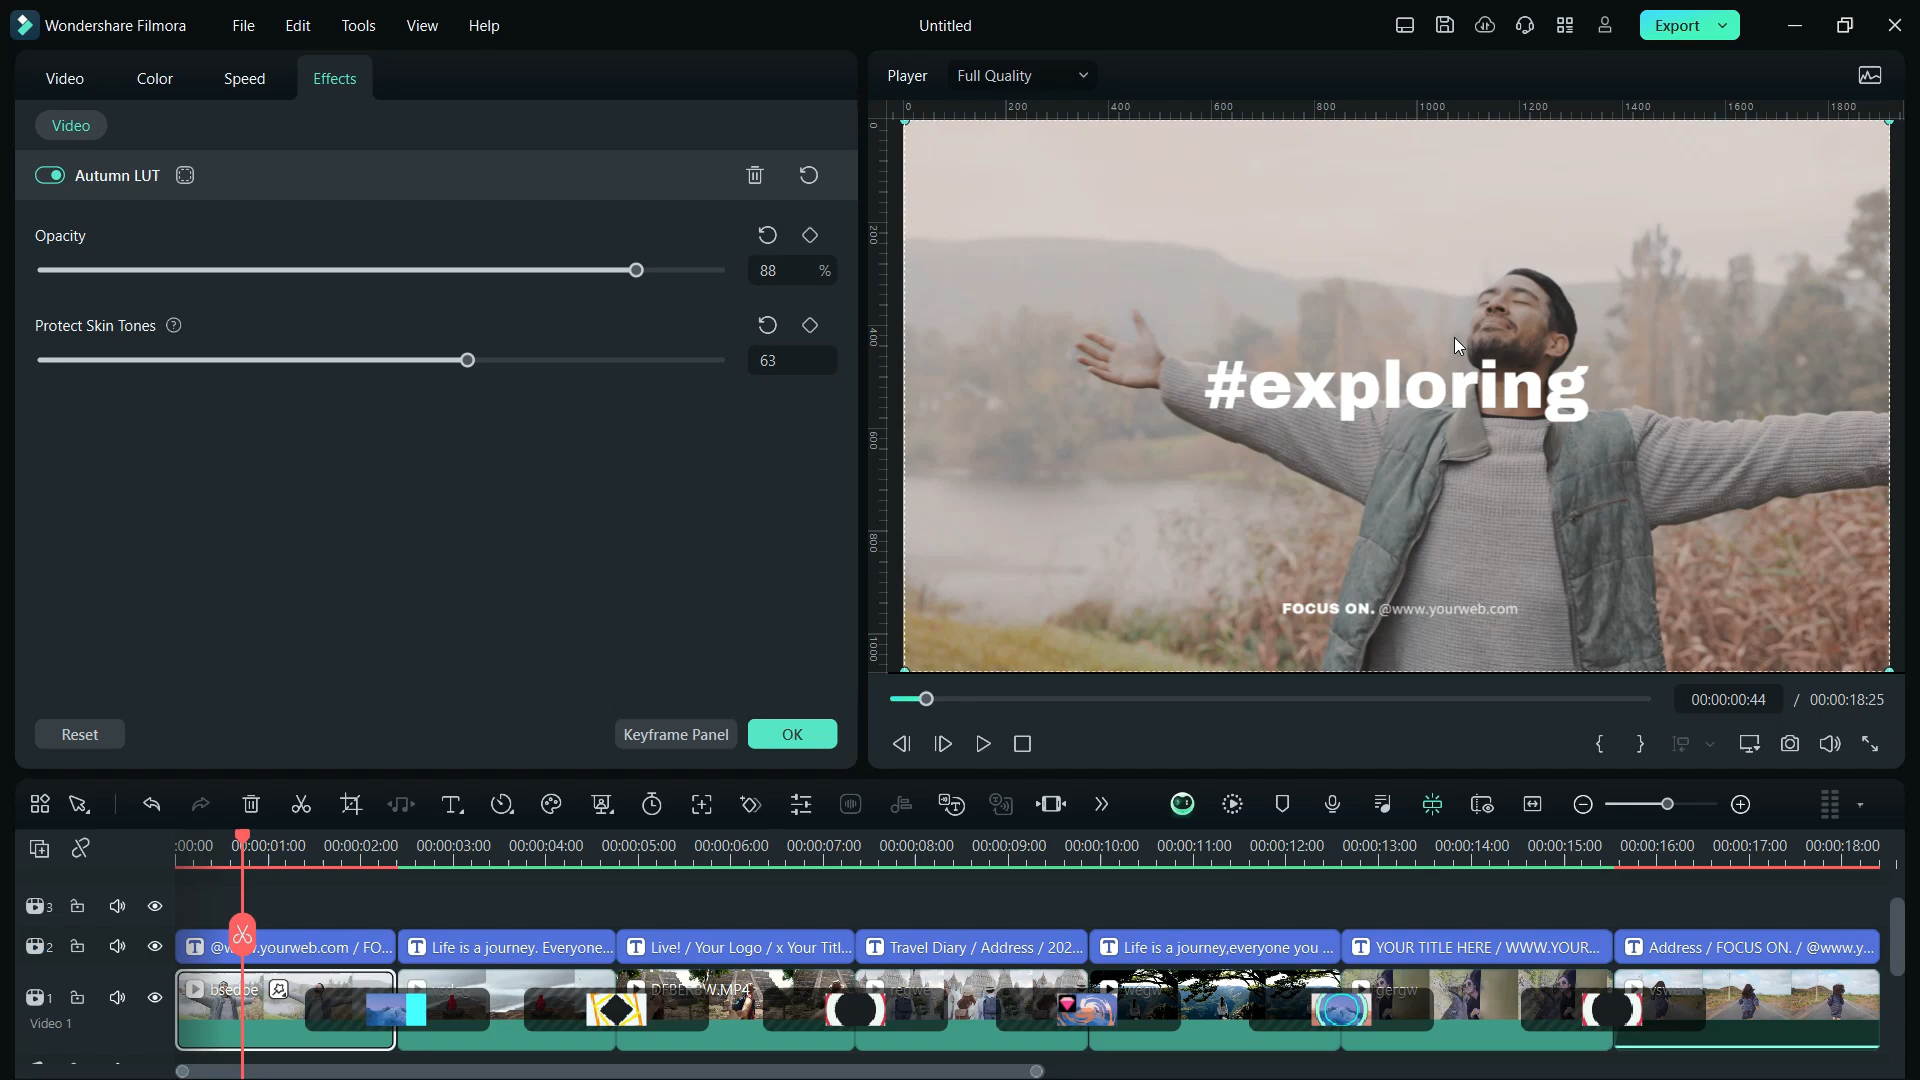 Wondershare Filmora File Edit Tools View Help Untitled Export
Video Color Speed Effects Player Full Quality
0 200 400 600 800 1000 1200 1400 1600 1800
Video
Autumn LUT
Opacity
88 %
Protect Skin Tones
63
0
200
400
600
800
1000
#exploring
FOCUS ON. @www.yourweb.com
00:00:00:44 / 00:00:18:25
Reset Keyframe Panel OK
:00:00 00:00:01:00 00:00:02:00 00:00:03:00 00:00:04:00 00:00:05:00 00:00:06:00 00:00:07:00 00:00:08:00 00:00:09:00 00:00:10:00 00:00:11:00 00:00:12:00 00:00:13:00 00:00:14:00 00:00:15:00 00:00:16:00 00:00:17:00 00:00:18:00
3
2 Life is a journey. Everyone... Live! / Your Logo / x Your Titl... Travel Diary / Address / 202... Life is a journey,everyone you ... YOUR TITLE HERE / WWW.YOUR... Address / FOCUS ON. / @www.y...
1 gergw
Video 1